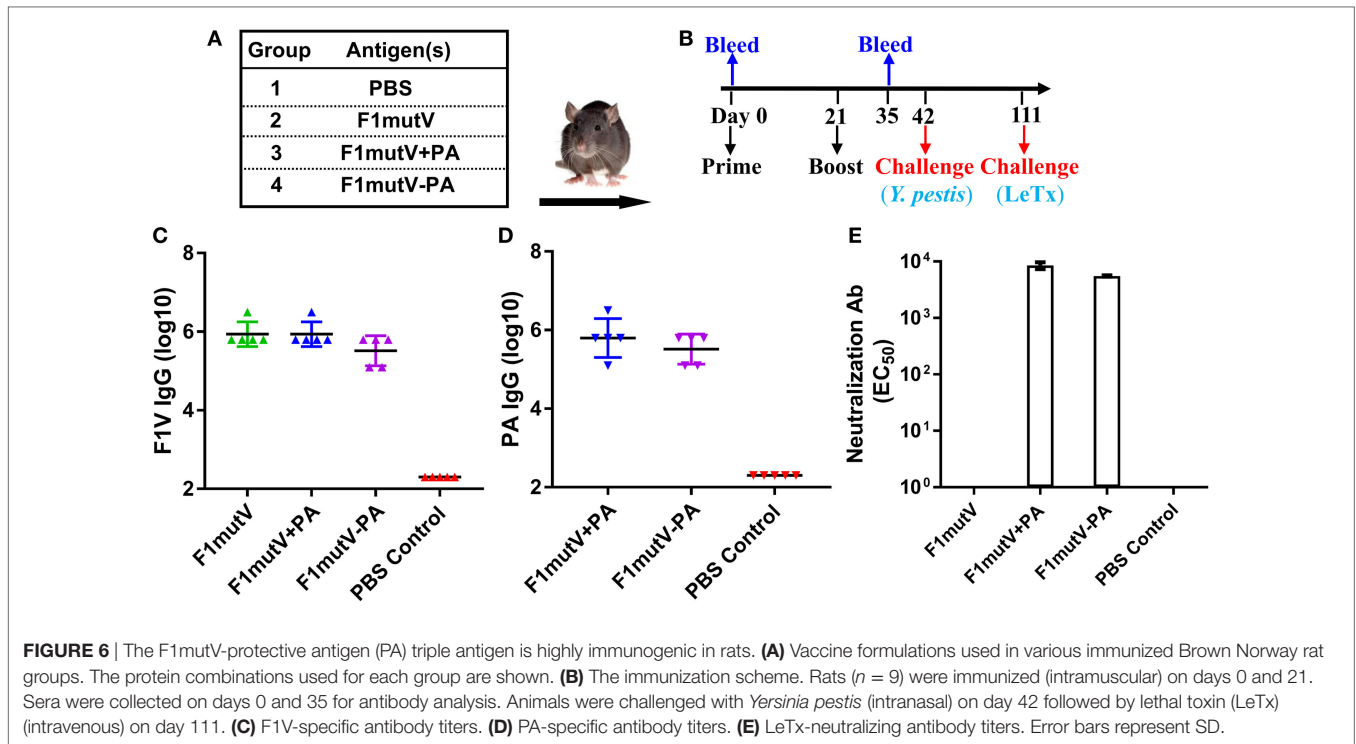 A
Group Antigen(s)
1 PBS
2 F1mutV
3 F1mutV+PA
4 F1mutV-PA
B
Bleed Bleed
Day 0 21 35 42 111
Prime Boost Challenge Challenge
(Y. pestis) (LeTx)
C
F1V IgG (log10)
8
6
4
2
F1mutV
F1mutV+PA
F1mutV-PA
PBS Control
D
PA IgG (log10)
8
6
4
2
F1mutV+PA
F1mutV-PA
PBS Control
E
Neutralization Ab
(EC50)
10⁴
10³
10²
10¹
10⁰
F1mutV
F1mutV+PA
F1mutV-PA
PBS Control
FIGURE 6 | The F1mutV-protective antigen (PA) triple antigen is highly immunogenic in rats. (A) Vaccine formulations used in various immunized Brown Norway rat
groups. The protein combinations used for each group are shown. (B) The immunization scheme. Rats (n = 9) were immunized (intramuscular) on days 0 and 21.
Sera were collected on days 0 and 35 for antibody analysis. Animals were challenged with Yersinia pestis (intranasal) on day 42 followed by lethal toxin (LeTx)
(intravenous) on day 111. (C) F1V-specific antibody titers. (D) PA-specific antibody titers. (E) LeTx-neutralizing antibody titers. Error bars represent SD.